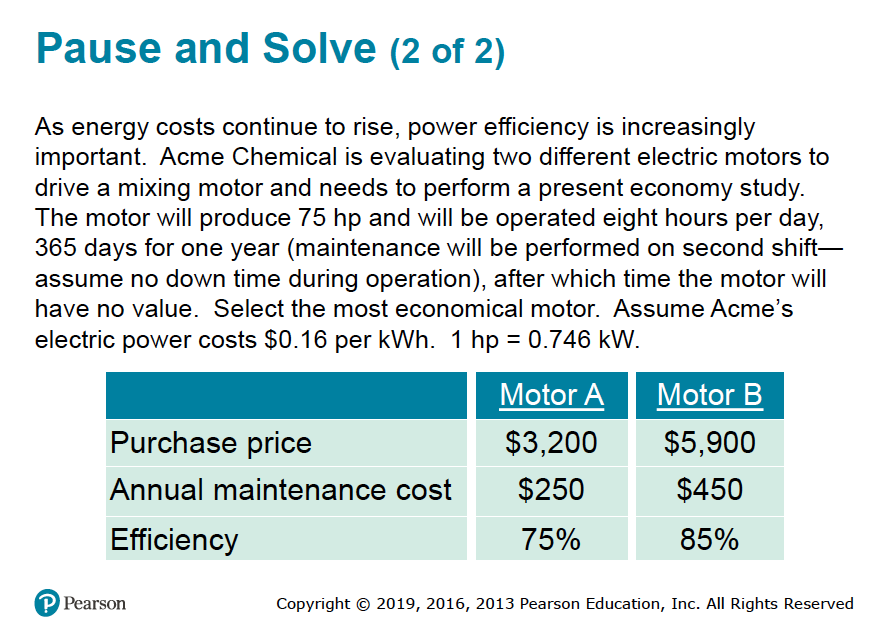 Pause and Solve (2 of 2)
As energy costs continue to rise, power efficiency is increasingly
important. Acme Chemical is evaluating two different electric motors to
drive a mixing motor and needs to perform a present economy study.
The motor will produce 75 hp and will be operated eight hours per day,
365 days for one year (maintenance will be performed on second shift—
assume no down time during operation), after which time the motor will
have no value. Select the most economical motor. Assume Acme’s
electric power costs $0.16 per kWh. 1 hp = 0.746 kW.
Motor A Motor B
Purchase price $3,200 $5,900
Annual maintenance cost $250 $450
Efficiency 75% 85%
P Pearson
Copyright © 2019, 2016, 2013 Pearson Education, Inc. All Rights Reserved